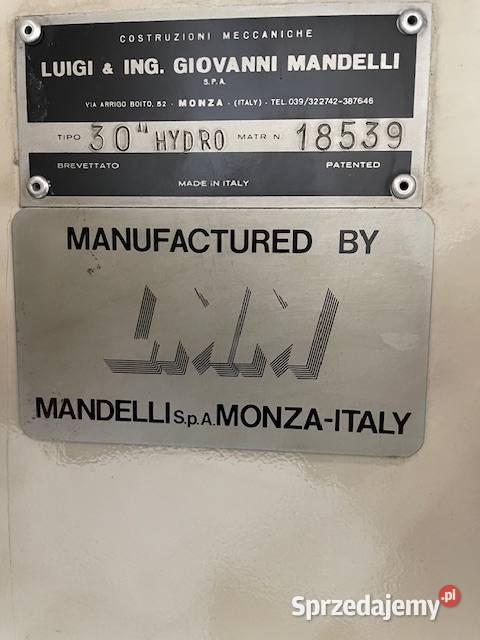 COSTRUZIONI MECCANICHE
LUIGI & ING. GIOVANNI MANDELLI
S.P.A.
VIA ARRIGO BOITO, 52 - MONZA - (ITALY) - TEL. 039/322742-387646
TIPO 30" HYDRO MATR N. 18539
BREVETTATO PATENTED
MADE IN ITALY
MANUFACTURED BY
LMM
MANDELLI S.p.A. MONZA-ITALY
Sprzedajemy.pl